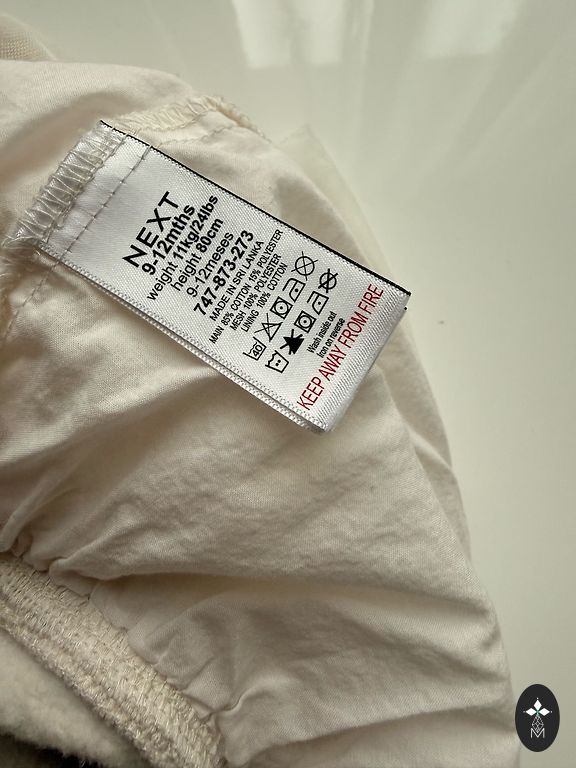 NEXT
9-12mths
weight 11kg/24lbs
height 80cm
9-12meses
747-873-273
MADE IN SRI LANKA
MAIN 85% COTTON 15% POLYESTER
MESH 100% POLYESTER
LINING 100% COTTON
40
Wash inside out
Iron on reverse
KEEP AWAY FROM FIRE
M